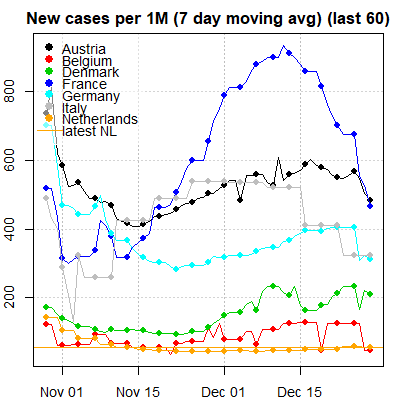 New cases per 1M (7 day moving avg) (last 60)
Austria
Belgium
Denmark
France
Germany
Italy
Netherlands
latest NL
800
600
400
200
Nov 01 Nov 15 Dec 01 Dec 15